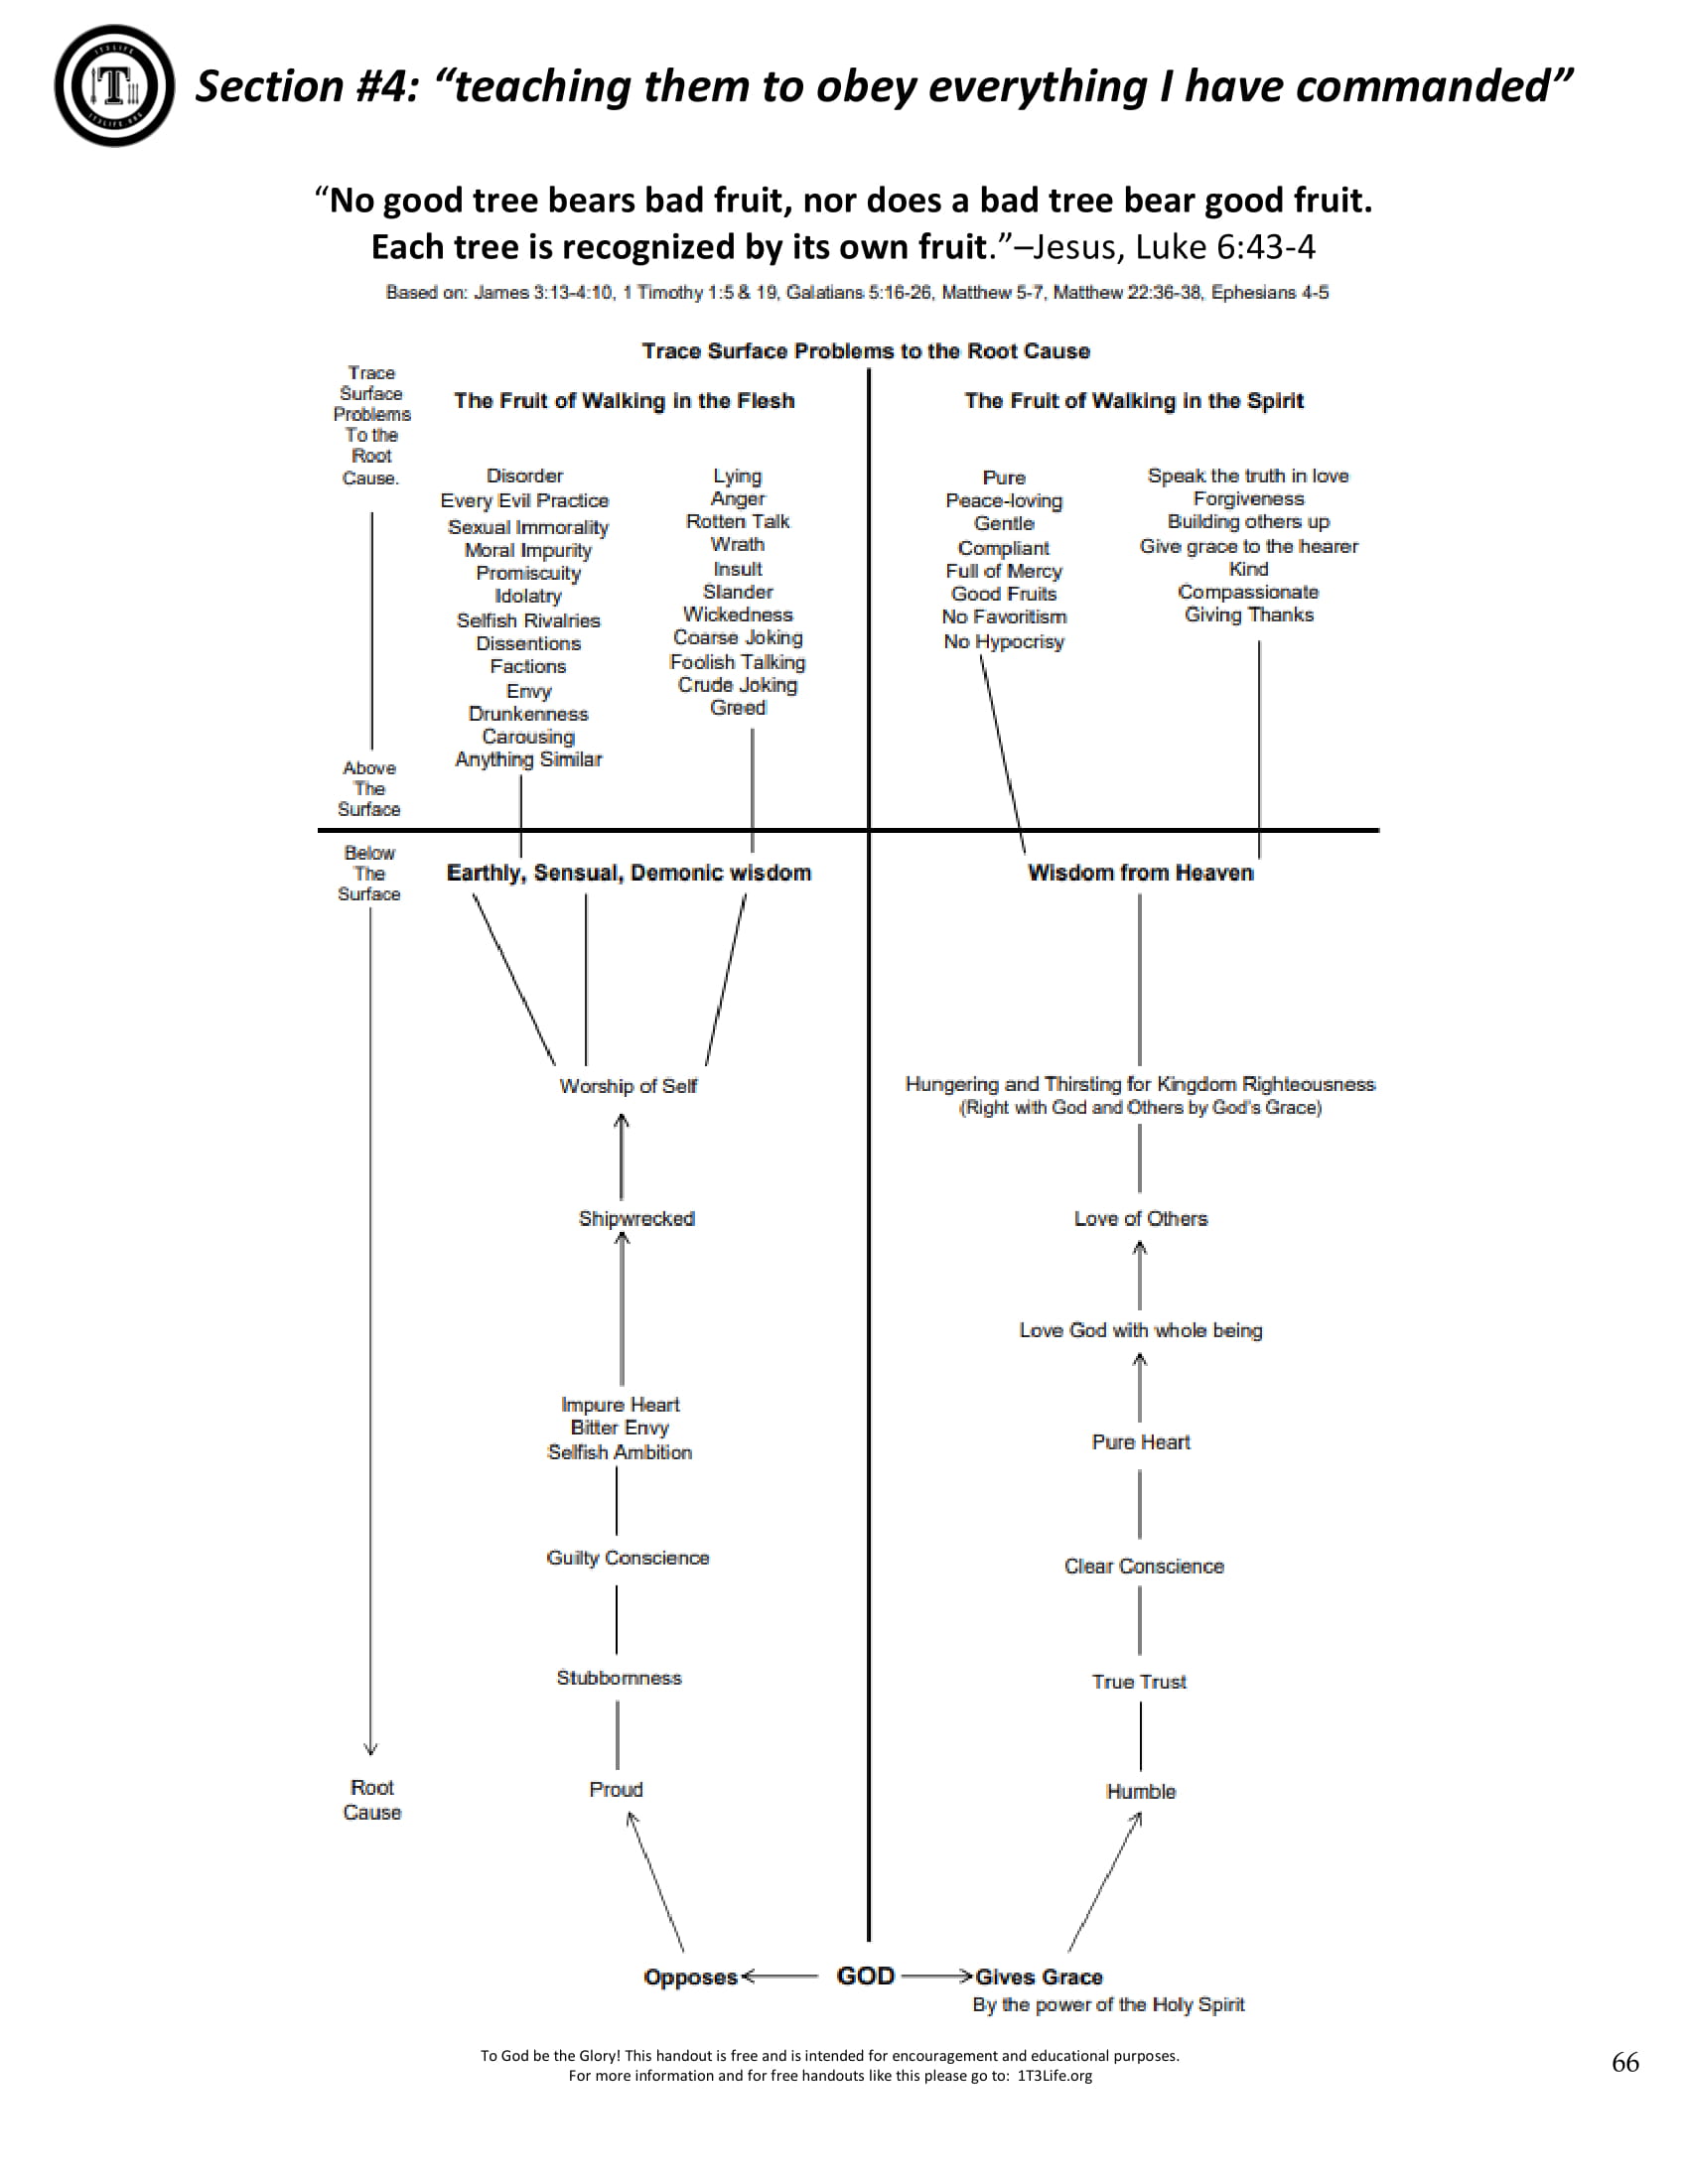 Section #4: “teaching them to obey everything I have commanded”
“No good tree bears bad fruit, nor does a bad tree bear good fruit.
Each tree is recognized by its own fruit.”–Jesus, Luke 6:43-4
Based on: James 3:13-4:10, 1 Timothy 1:5 & 19, Galatians 5:16-26, Matthew 5-7, Matthew 22:36-38, Ephesians 4-5
Trace Surface Problems to the Root Cause
Trace
Surface
Problems
To the
Root
Cause.
Above
The
Surface
The Fruit of Walking in the Flesh
Disorder
Every Evil Practice
Sexual Immorality
Moral Impurity
Promiscuity
Idolatry
Selfish Rivalries
Dissentions
Factions
Envy
Drunkenness
Carousing
Anything Similar
Lying
Anger
Rotten Talk
Wrath
Insult
Slander
Wickedness
Coarse Joking
Foolish Talking
Crude Joking
Greed
The Fruit of Walking in the Spirit
Pure
Peace-loving
Gentle
Compliant
Full of Mercy
Good Fruits
No Favoritism
No Hypocrisy
Speak the truth in love
Forgiveness
Building others up
Give grace to the hearer
Kind
Compassionate
Giving Thanks
Below
The
Surface
Root
Cause
Earthly, Sensual, Demonic wisdom
Worship of Self
Shipwrecked
Impure Heart
Bitter Envy
Selfish Ambition
Guilty Conscience
Stubbornness
Proud
Wisdom from Heaven
Hungering and Thirsting for Kingdom Righteousness
(Right with God and Others by God's Grace)
Love of Others
Love God with whole being
Pure Heart
Clear Conscience
True Trust
Humble
Opposes
GOD
Gives Grace
By the power of the Holy Spirit
To God be the Glory! This handout is free and is intended for encouragement and educational purposes.
For more information and for free handouts like this please go to: 1T3Life.org
66